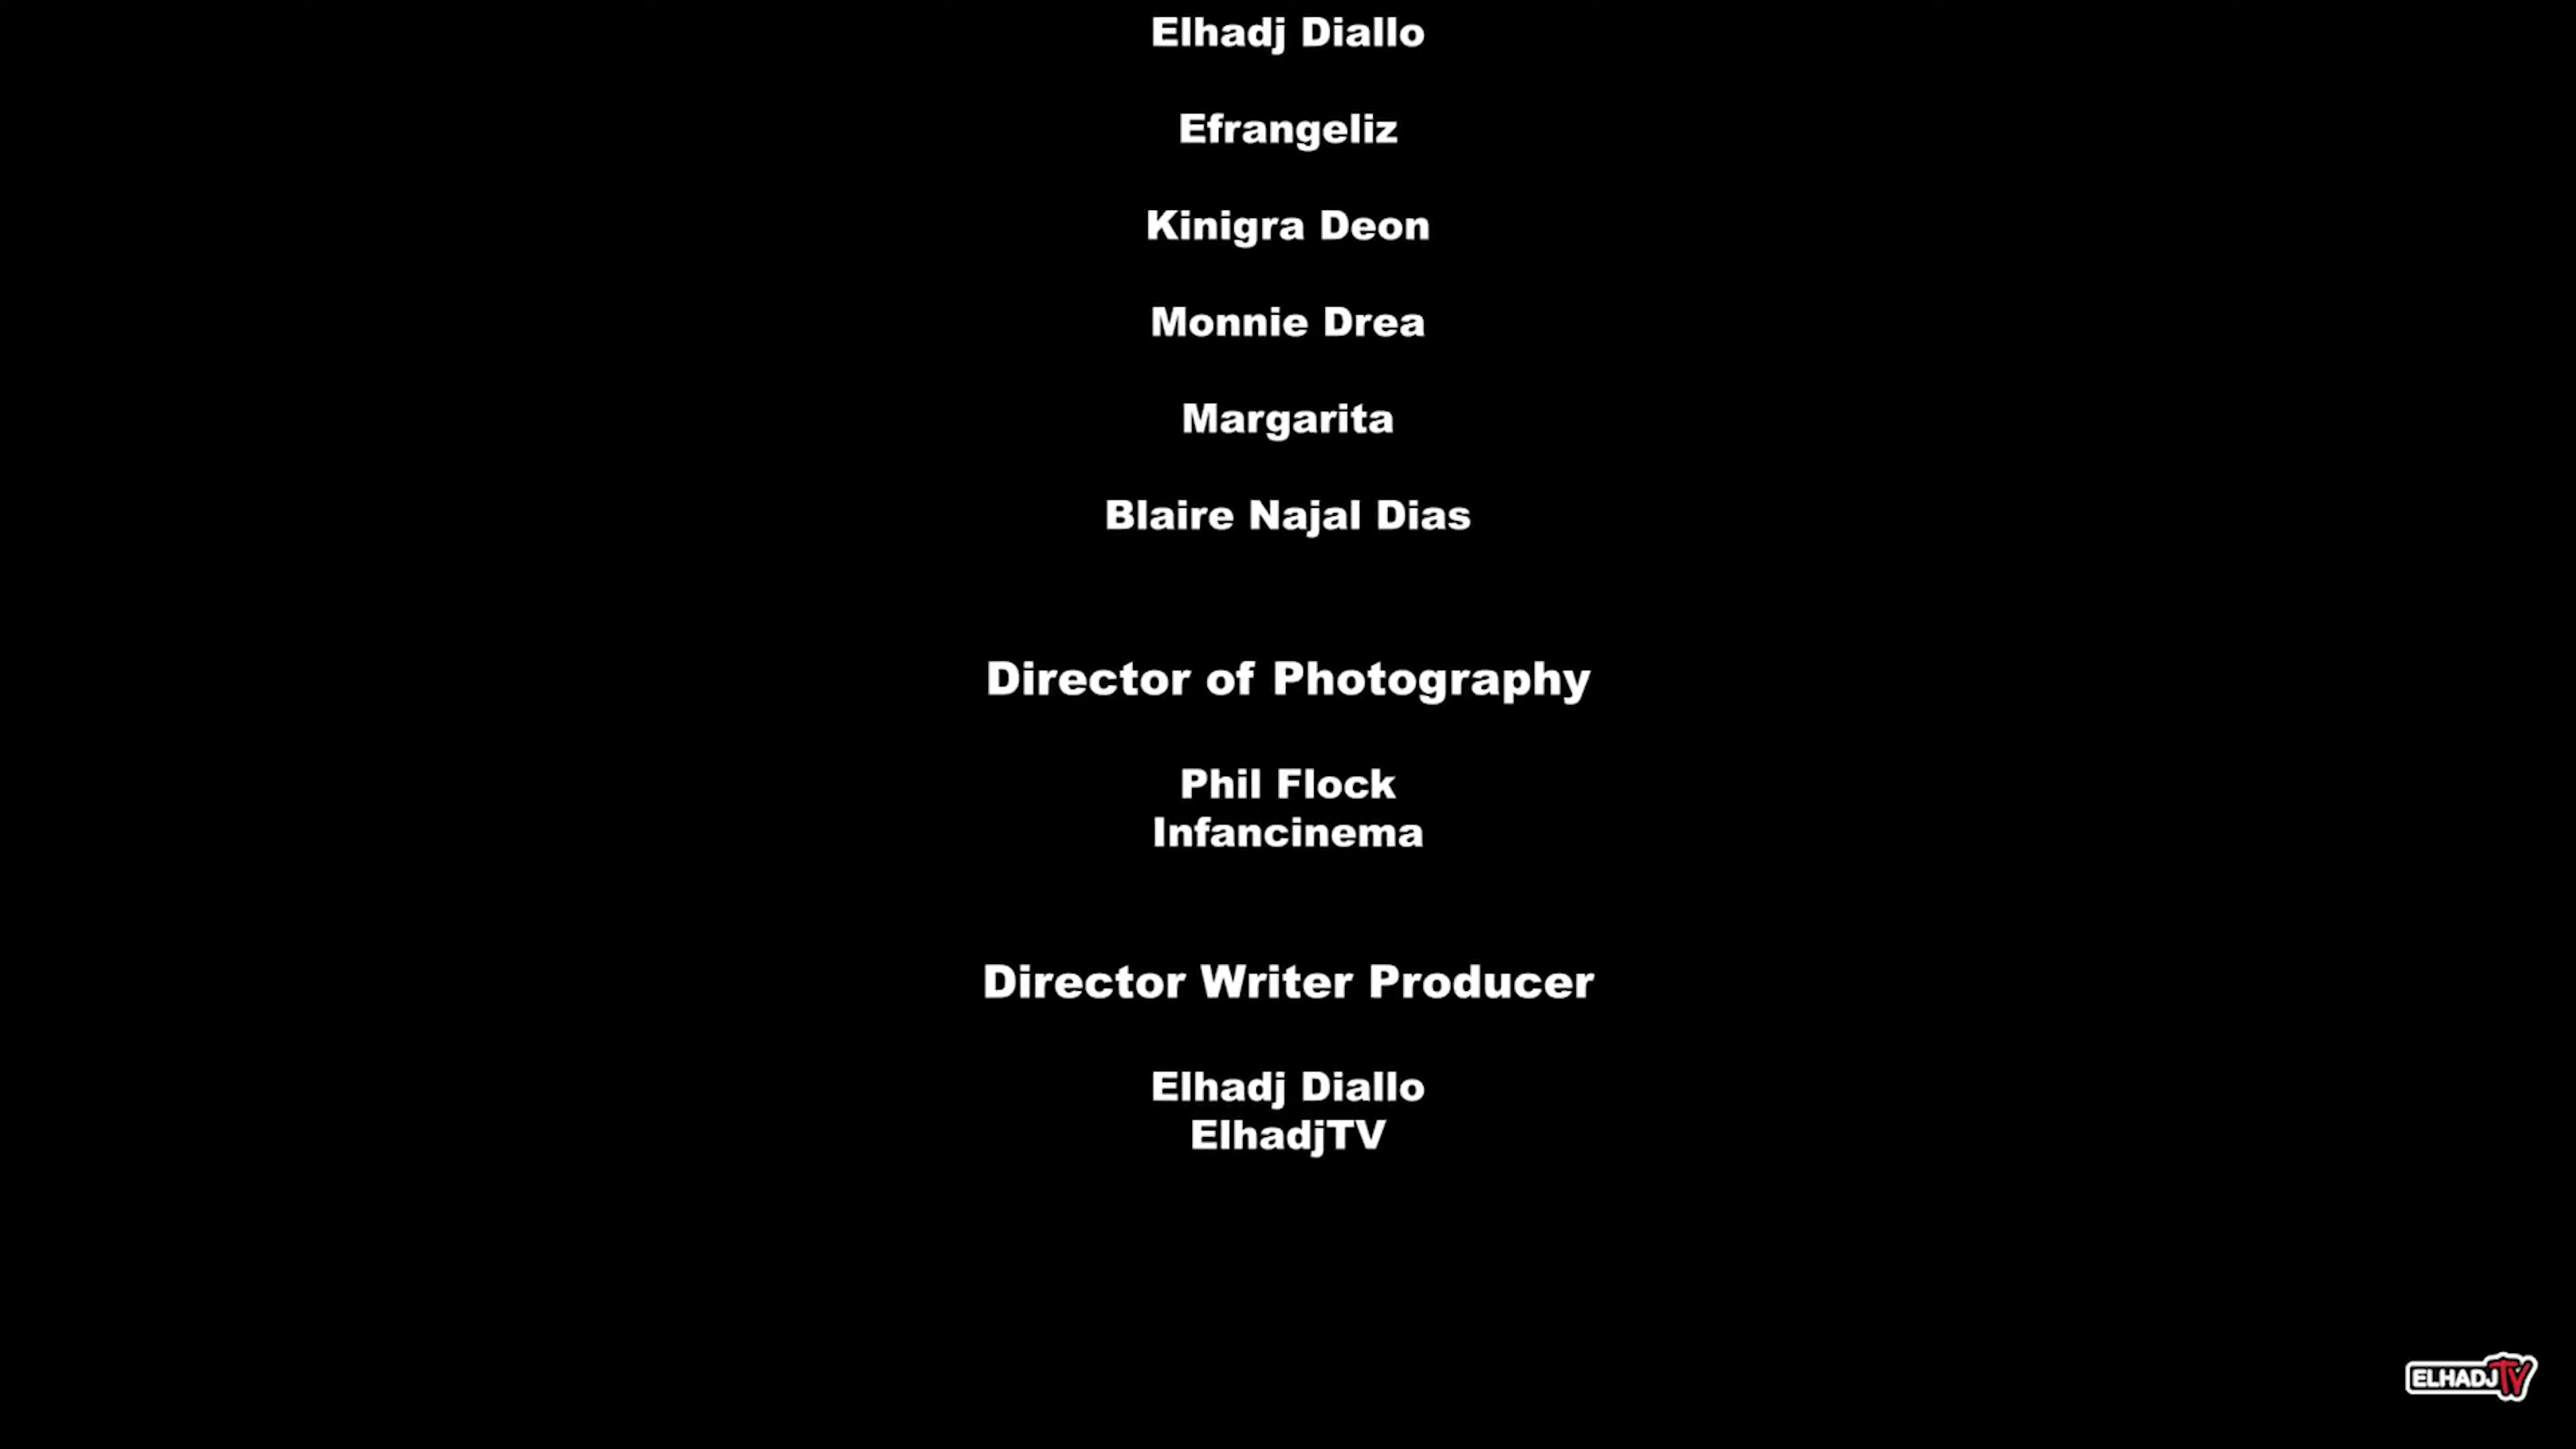 Elhadj Diallo
Efrangeliz
Kinigra Deon
Monnie Drea
Margarita
Blaire Najal Dias
Director of Photography
Phil Flock
Infancinema
Director Writer Producer
Elhadj Diallo
ElhadjTV
ELHADJTV